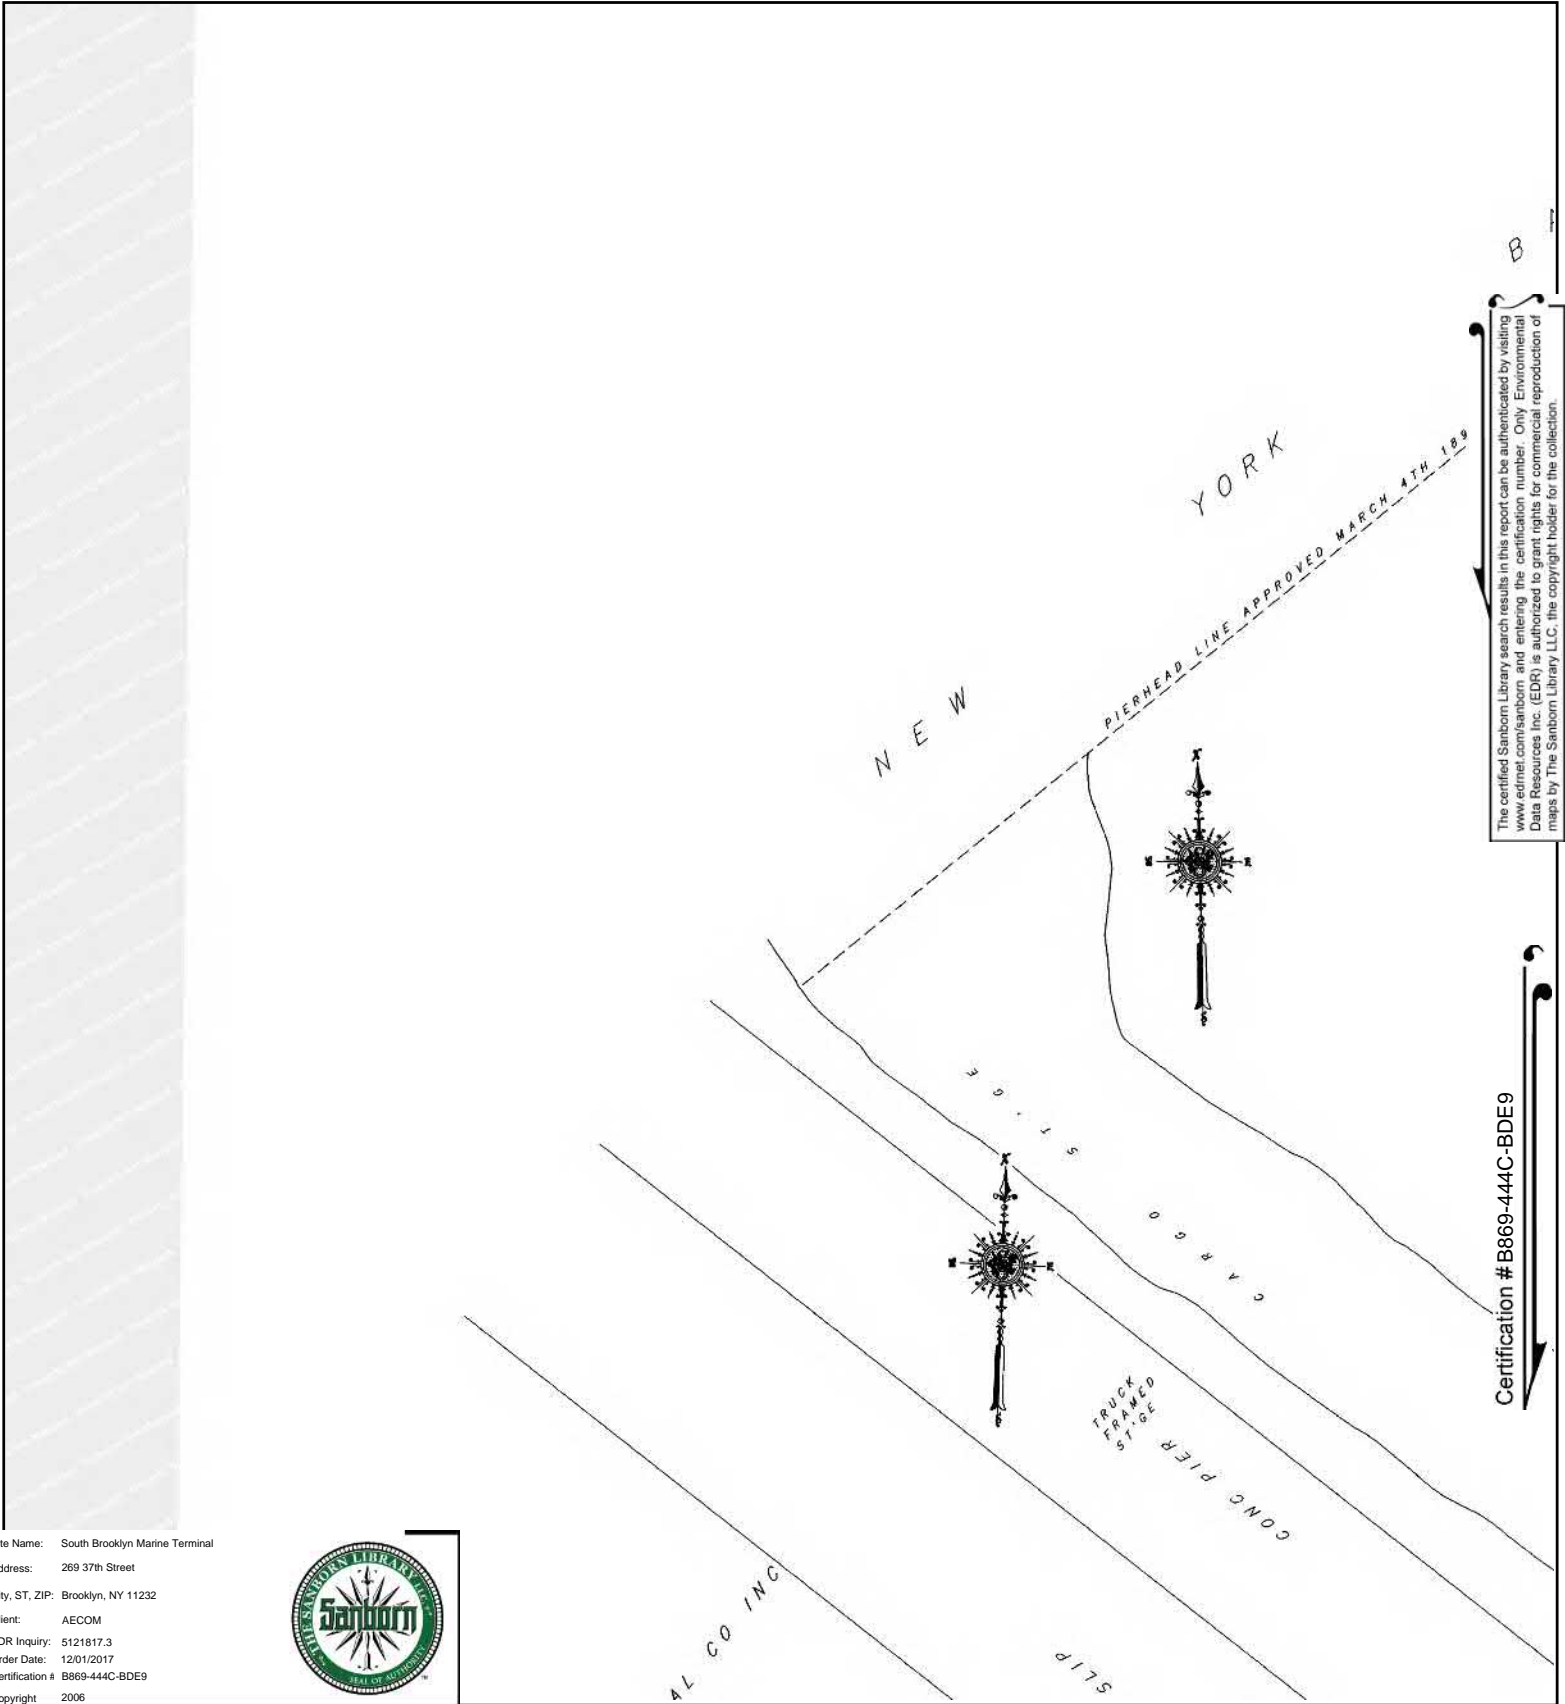 B
YORK
NEW
PIERHEAD LINE APPROVED MARCH 4TH 189
The certified Sanborn Library search results in this report can be authenticated by visiting
www.edrnet.com/sanborn and entering the certification number. Only Environmental
Data Resources Inc. (EDR) is authorized to grant rights for commercial reproduction of
maps by The Sanborn Library LLC, the copyright holder for the collection.
Certification # B869-444C-BDE9
CARGO ST'GE
TRUCK
FRAMED
ST'GE
CONC PIER
SLIP
AL CO INC
te Name: South Brooklyn Marine Terminal
ddress: 269 37th Street
ty, ST, ZIP: Brooklyn, NY 11232
ient: AECOM
DR Inquiry: 5121817.3
rder Date: 12/01/2017
ertification # B869-444C-BDE9
opyright 2006
THE SANBORN LIBRARY, LLC
Sanborn
SEAL OF AUTHORITY